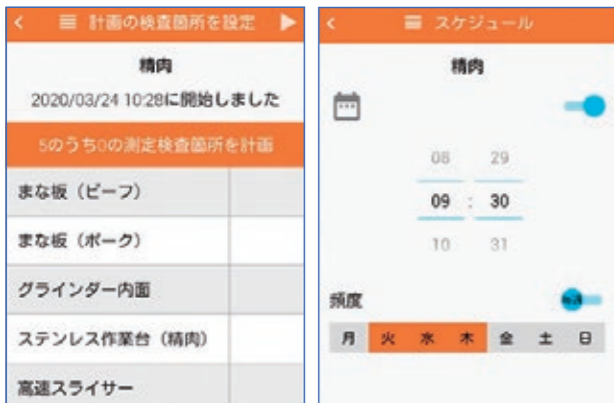 計画の検査箇所を設定
精肉
2020/03/24 10:28に開始しました
5のうち0の測定検査箇所を計画
まな板（ビーフ）
まな板（ポーク）
グラインダー内面
ステンレス作業台（精肉）
高速スライサー
スケジュール
精肉
08 29
09 : 30
10 31
頻度
月 火 水 木 金 土 日